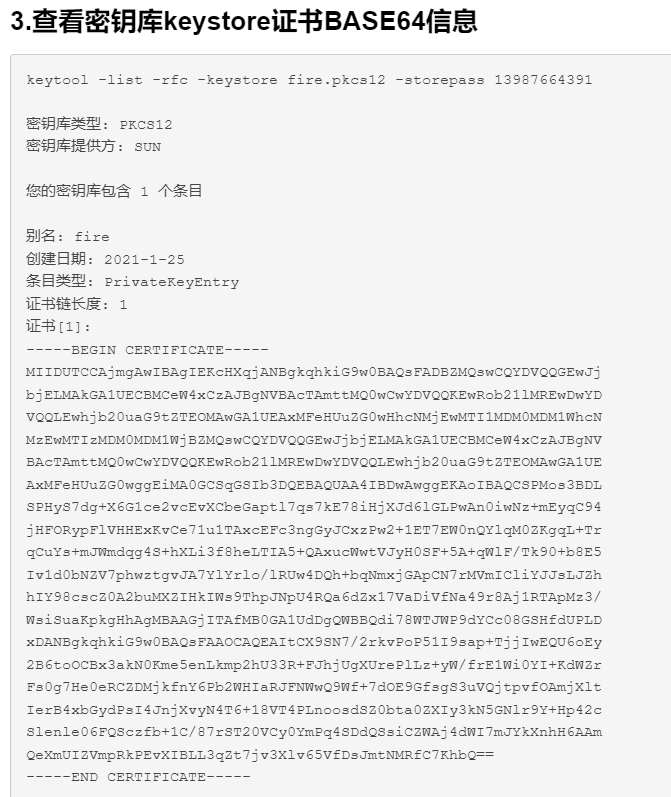 3.查看密钥库keystore证书BASE64信息
keytool -list -rfc -keystore fire.pkcs12 -storepass 13987664391
密钥库类型: PKCS12
密钥库提供方: SUN
您的密钥库包含 1 个条目
别名: fire
创建日期: 2021-1-25
条目类型: PrivateKeyEntry
证书链长度: 1
证书[1]:
-----BEGIN CERTIFICATE-----
MIIDUTCCAjmgAwIBAgIEKcHXqjANBgkqhkiG9w0BAQsFADBZMQswCQYDVQQGEwJj
bjELMAkGA1UECBMCeW4xCzAJBgNVBAcTAmttMQ0wCwYDVQQKEwRob21lMREwDwYD
VQQLEwhjb20uaG9tZTEOMAwGA1UEAxMFeHUuZG0wHhcNMjEwMTI1MDM0MDM1WhcN
MzEwMTIzMDM0MDM1WjBZMQswCQYDVQQGEwJjbjELMAkGA1UECBMCeW4xCzAJBgNV
BAcTAmttMQ0wCwYDVQQKEwRob21lMREwDwYDVQQLEwhjb20uaG9tZTEOMAwGA1UE
AxMFeHUuZG0wggEiMA0GCSqGSIb3DQEBAQUAA4IBDwAwggEKAoIBAQCSPMos3BDL
SPHyS7dg+X6G1ce2vcEvXCbeGaptl7qs7kE78iHjXJd6lGLPwAn0iwNz+mEyqC94
jHFORypFlVHHExKvCe71u1TAxcEFc3ngGyJCxzPw2+1ET7EW0nQYlqM0ZKgqL+Tr
qCuYs+mJWmdqg4S+hXLi3f8heLTIA5+QAxucWwtVJyH0SF+5A+qWlF/Tk90+b8E5
Iv1d0bNZV7phwztgvJA7YlYrlo/lRUw4DQh+bqNmxjGApCN7rMVmICliYJJsLJZh
hIY98cscZ0A2buMXZIHkIWs9ThpJNpU4RQa6dZx17VaDiVfNa49r8Aj1RTApMz3/
WsiSuaKpkgHhAgMBAAGjITAfMB0GA1UdDgQWBBQdi78WTJWP9dYCc08GSHfdUPLD
xDANBgkqhkiG9w0BAQsFAAOCAQEAItCX9SN7/2rkvPoP51I9sap+TjjIwEQU6oEy
2B6toOCBx3akN0Kme5enLkmp2hU33R+FJhjUgXUrePlLz+yW/frE1Wi0YI+KdWZr
Fs0g7He0eRCZDMjkfnY6Pb2WHIaRJFNWwQ9Wf+7dOE9GfsgS3uVQjtpvfOAmjXlt
IerB4xbGydPsI4JnjXvyN4T6+18VT4PLnoosdSZ0bta0ZXIy3kN5GNlr9Y+Hp42c
Slenle06FQSczfb+1C/87rST20VCy0YmPq4SDdQSsiCZWAj4dWI7mJYkXnhH6AAm
QeXmUIZVmpRkPEvXIBLL3qZt7jv3Xlv65VfDsJmtNMRfC7KhbQ==
-----END CERTIFICATE-----